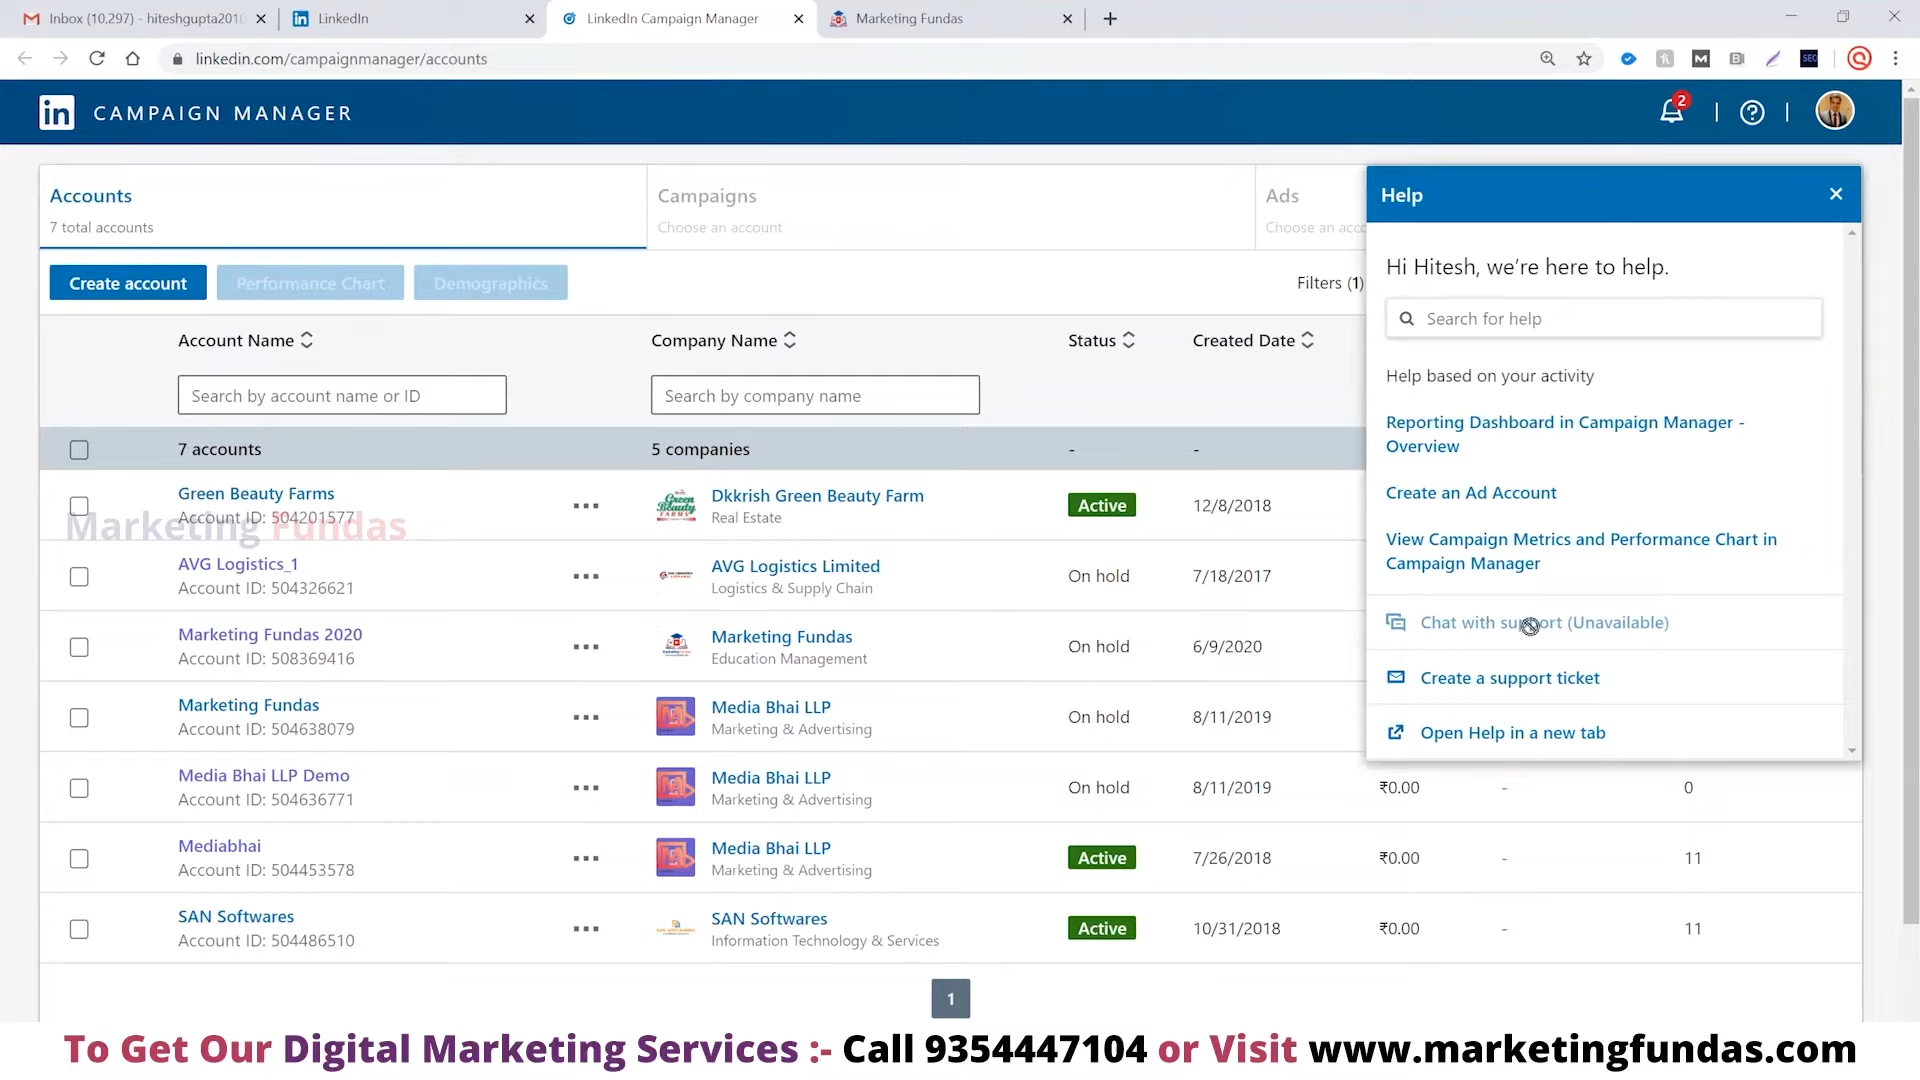 Inbox (10,297) - hiteshgupta2010
LinkedIn
LinkedIn Campaign Manager
Marketing Fundas
linkedin.com/campaignmanager/accounts
in CAMPAIGN MANAGER
2
Accounts
7 total accounts
Campaigns
Choose an account
Ads
Choose an acc
Create account
Performance Chart
Demographics
Filters (1)
Account Name
Company Name
Status
Created Date
Search by account name or ID
Search by company name
7 accounts
5 companies
-
-
Green Beauty Farms
Account ID: 504201577
Dkkrish Green Beauty Farm
Real Estate
Active
12/8/2018
Marketing Fundas
AVG Logistics_1
Account ID: 504326621
AVG Logistics Limited
Logistics & Supply Chain
On hold
7/18/2017
Marketing Fundas 2020
Account ID: 508369416
Marketing Fundas
Education Management
On hold
6/9/2020
Marketing Fundas
Account ID: 504638079
Media Bhai LLP
Marketing & Advertising
On hold
8/11/2019
Media Bhai LLP Demo
Account ID: 504636771
Media Bhai LLP
Marketing & Advertising
On hold
8/11/2019
₹0.00
-
0
Mediabhai
Account ID: 504453578
Media Bhai LLP
Marketing & Advertising
Active
7/26/2018
₹0.00
-
11
SAN Softwares
Account ID: 504486510
SAN Softwares
Information Technology & Services
Active
10/31/2018
₹0.00
-
11
1
Help
Hi Hitesh, we're here to help.
Search for help
Help based on your activity
Reporting Dashboard in Campaign Manager -
Overview
Create an Ad Account
View Campaign Metrics and Performance Chart in
Campaign Manager
Chat with support (Unavailable)
Create a support ticket
Open Help in a new tab
To Get Our Digital Marketing Services :- Call 9354447104 or Visit www.marketingfundas.com